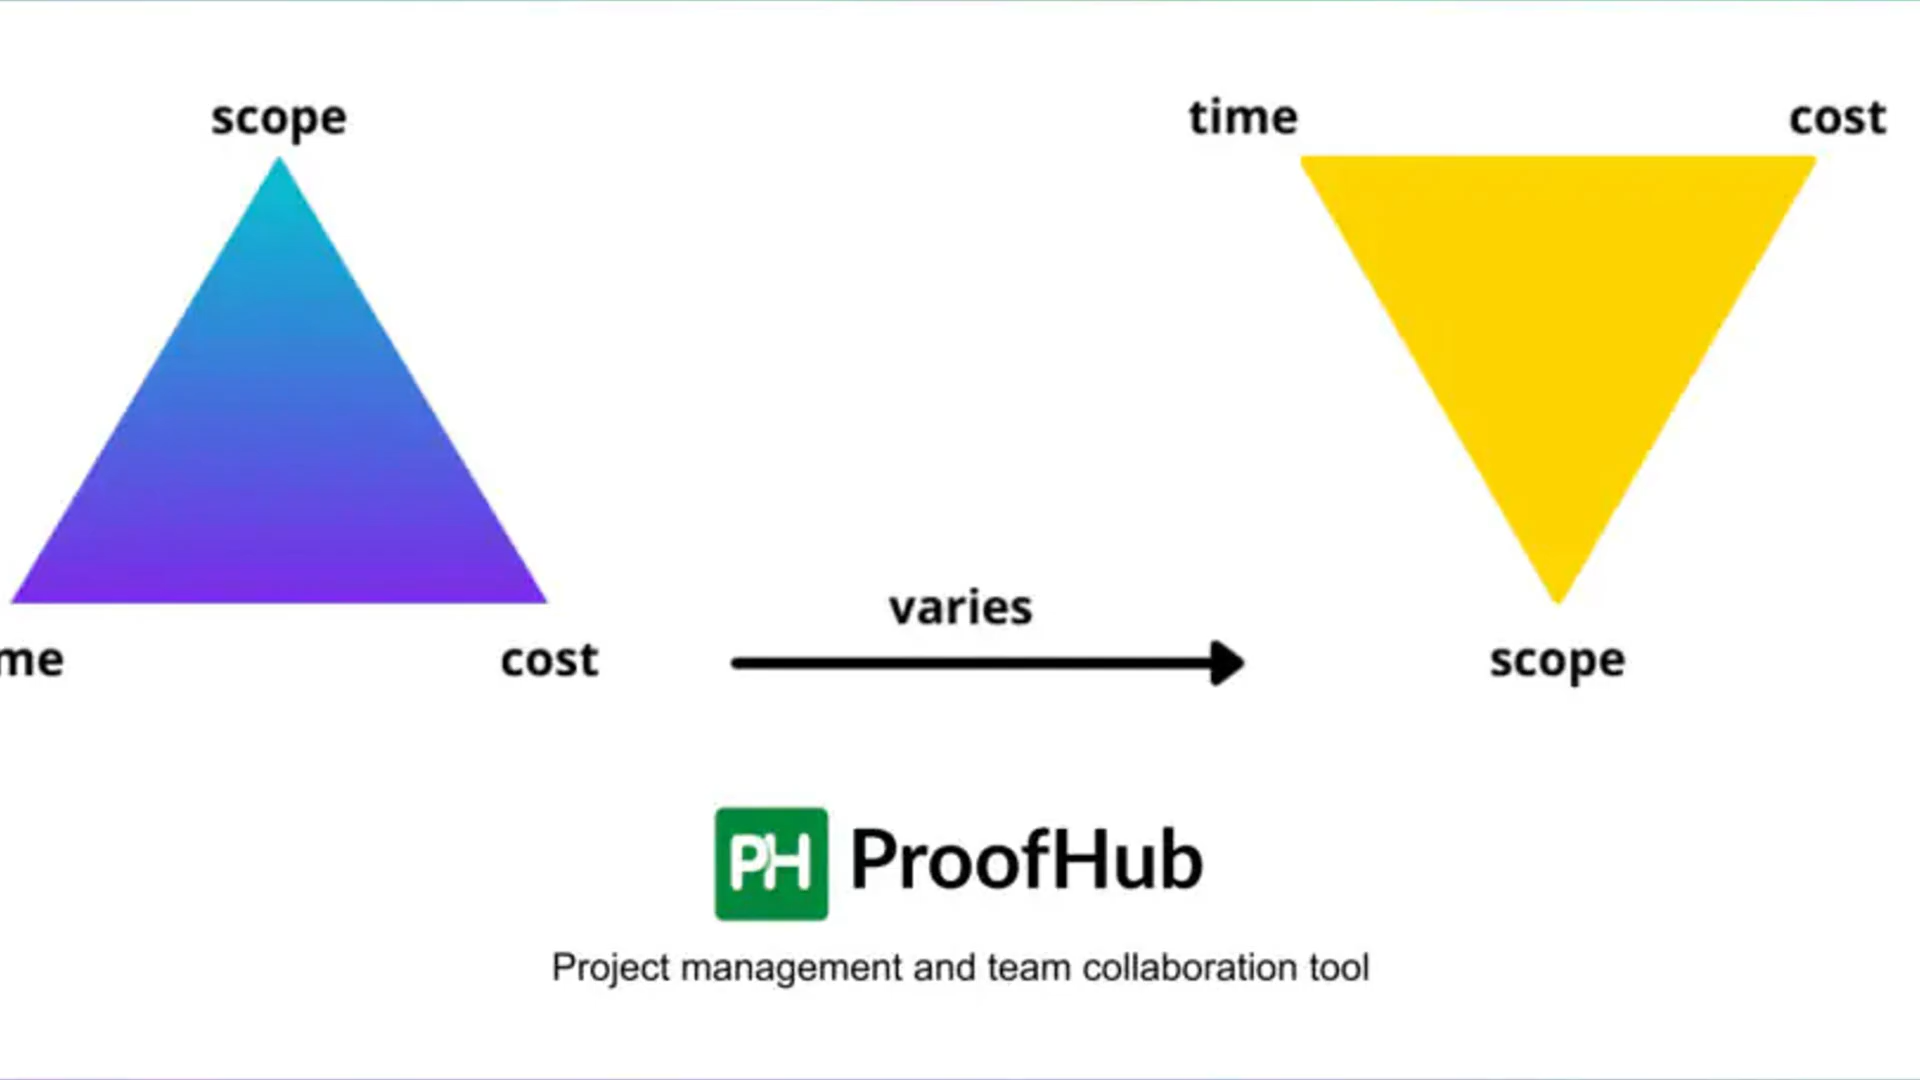 scope
time
cost
varies
me
cost
scope
PH ProofHub
Project management and team collaboration tool